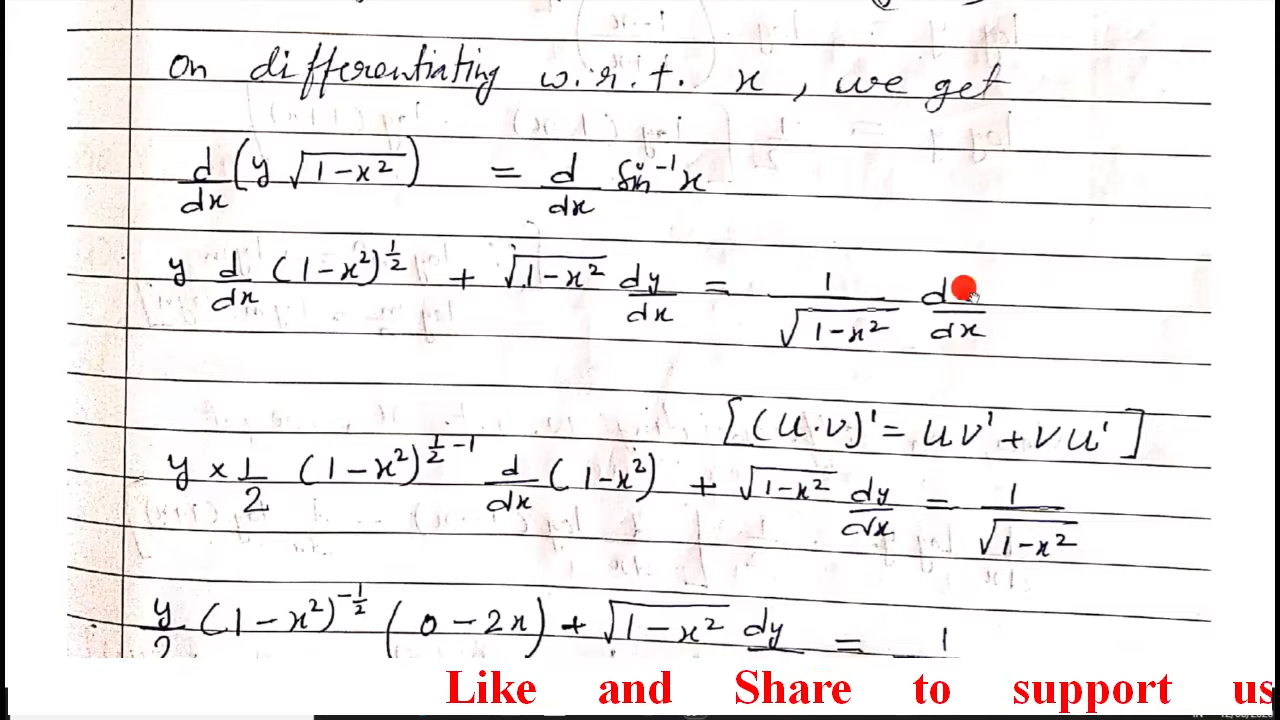 On differentiating w.r.t. x, we get
d/dx (y √(1-x²)) = d/dx sin⁻¹x
y d/dx (1-x²)^(1/2) + √(1-x²) dy/dx = 1/√(1-x²) d/dx
[(u.v)' = uv' + vu']
y × 1/2 (1-x²)^(1/2 -1) d/dx (1-x²) + √(1-x²) dy/dx = 1/√(1-x²)
y/2 (1-x²)^(-1/2) (0-2x) + √(1-x²) dy = 1
Like and Share to support us